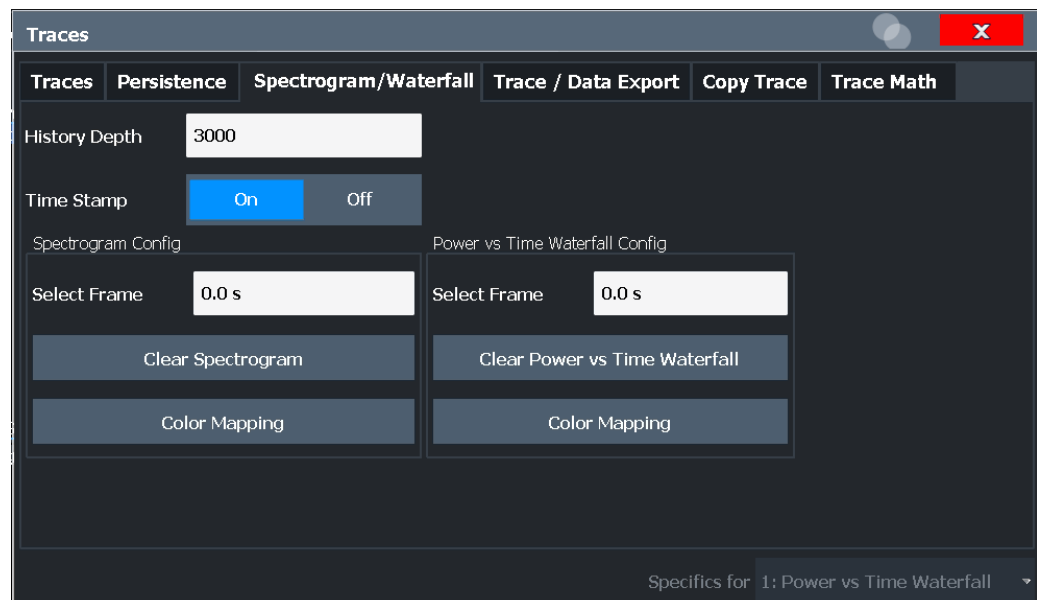 Traces
X
Traces Persistence Spectrogram/Waterfall Trace / Data Export Copy Trace Trace Math
History Depth 3000
Time Stamp On Off
Spectrogram Config Power vs Time Waterfall Config
Select Frame 0.0 s Select Frame 0.0 s
Clear Spectrogram Clear Power vs Time Waterfall
Color Mapping Color Mapping
Specifics for 1: Power vs Time Waterfall